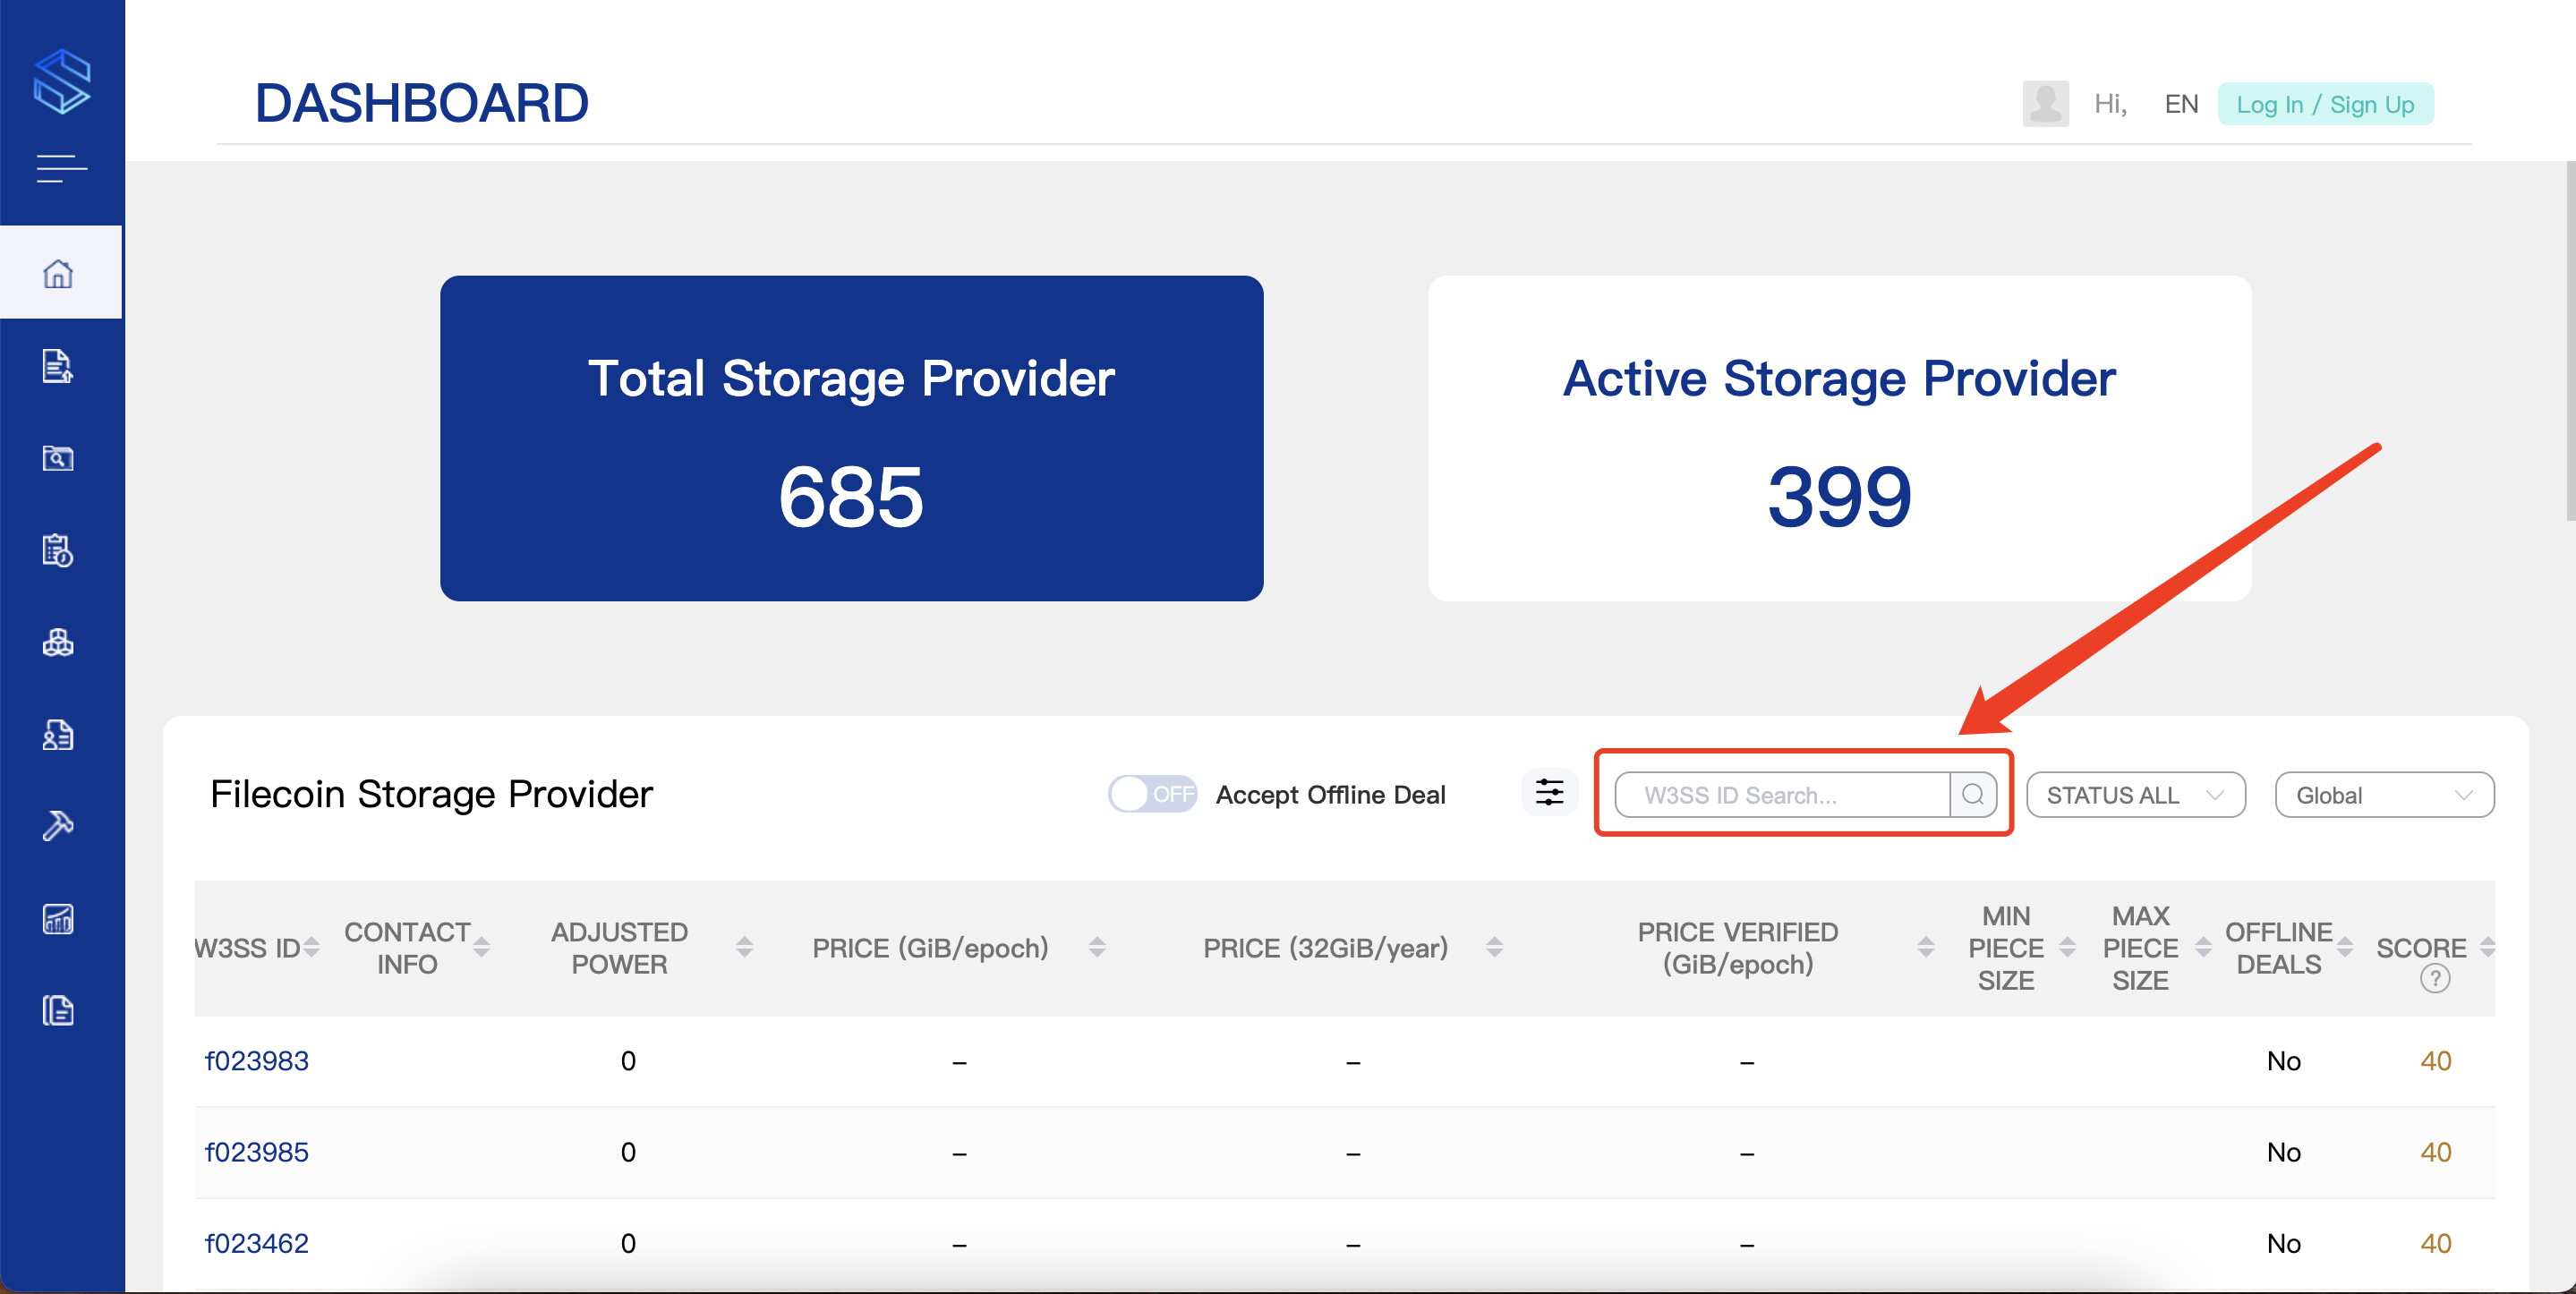 DASHBOARD
Hi,
EN
Log In / Sign Up
Total Storage Provider
685
Active Storage Provider
399
Filecoin Storage Provider
OFF
Accept Offline Deal
W3SS ID Search...
STATUS ALL
Global
W3SS ID
CONTACT
INFO
ADJUSTED
POWER
PRICE (GiB/epoch)
PRICE (32GiB/year)
PRICE VERIFIED
(GiB/epoch)
MIN
PIECE
SIZE
MAX
PIECE
SIZE
OFFLINE
DEALS
SCORE
?
f023983 0 – – – No 40
f023985 0 – – – No 40
f023462 0 – – – No 40